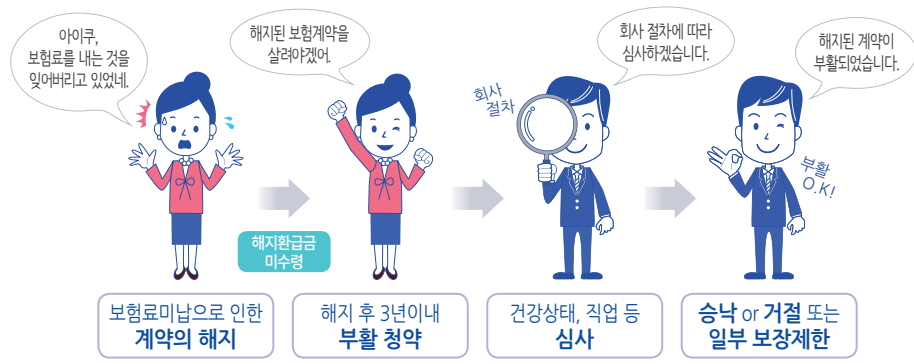 아이쿠,
보험료를 내는 것을
잊어버리고 있었네.
해지된 보험계약을
살려야겠어.
회사 절차에 따라
심사하겠습니다.
해지된 계약이
부활되었습니다.
회사
절차
부활
O.K!
해지환급금
미수령
보험료미납으로 인한
계약의 해지
해지 후 3년이내
부활 청약
건강상태, 직업 등
심사
승낙 or 거절 또는
일부 보장제한